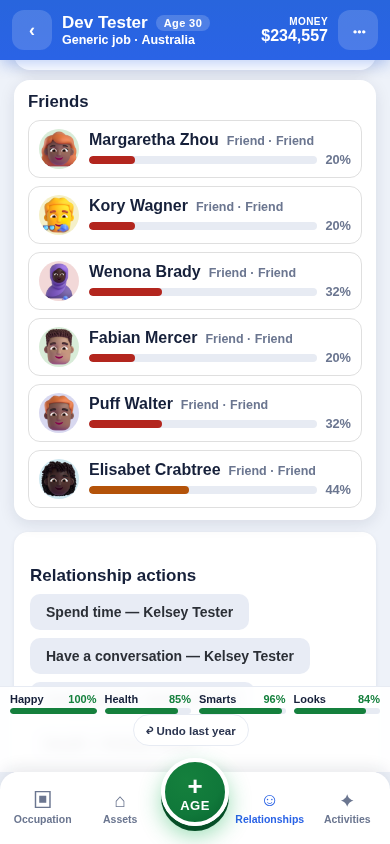 ‹
Dev Tester Age 30
Generic job · Australia
MONEY
$234,557
•••
Friends
Margaretha Zhou Friend · Friend
20%
Kory Wagner Friend · Friend
20%
Wenona Brady Friend · Friend
32%
Fabian Mercer Friend · Friend
20%
Puff Walter Friend · Friend
32%
Elisabet Crabtree Friend · Friend
44%
Relationship actions
Spend time — Kelsey Tester
Have a conversation — Kelsey Tester
Happy 100% Health 85% Smarts 96% Looks 84%
Undo last year
+
AGE
Occupation Assets Relationships Activities